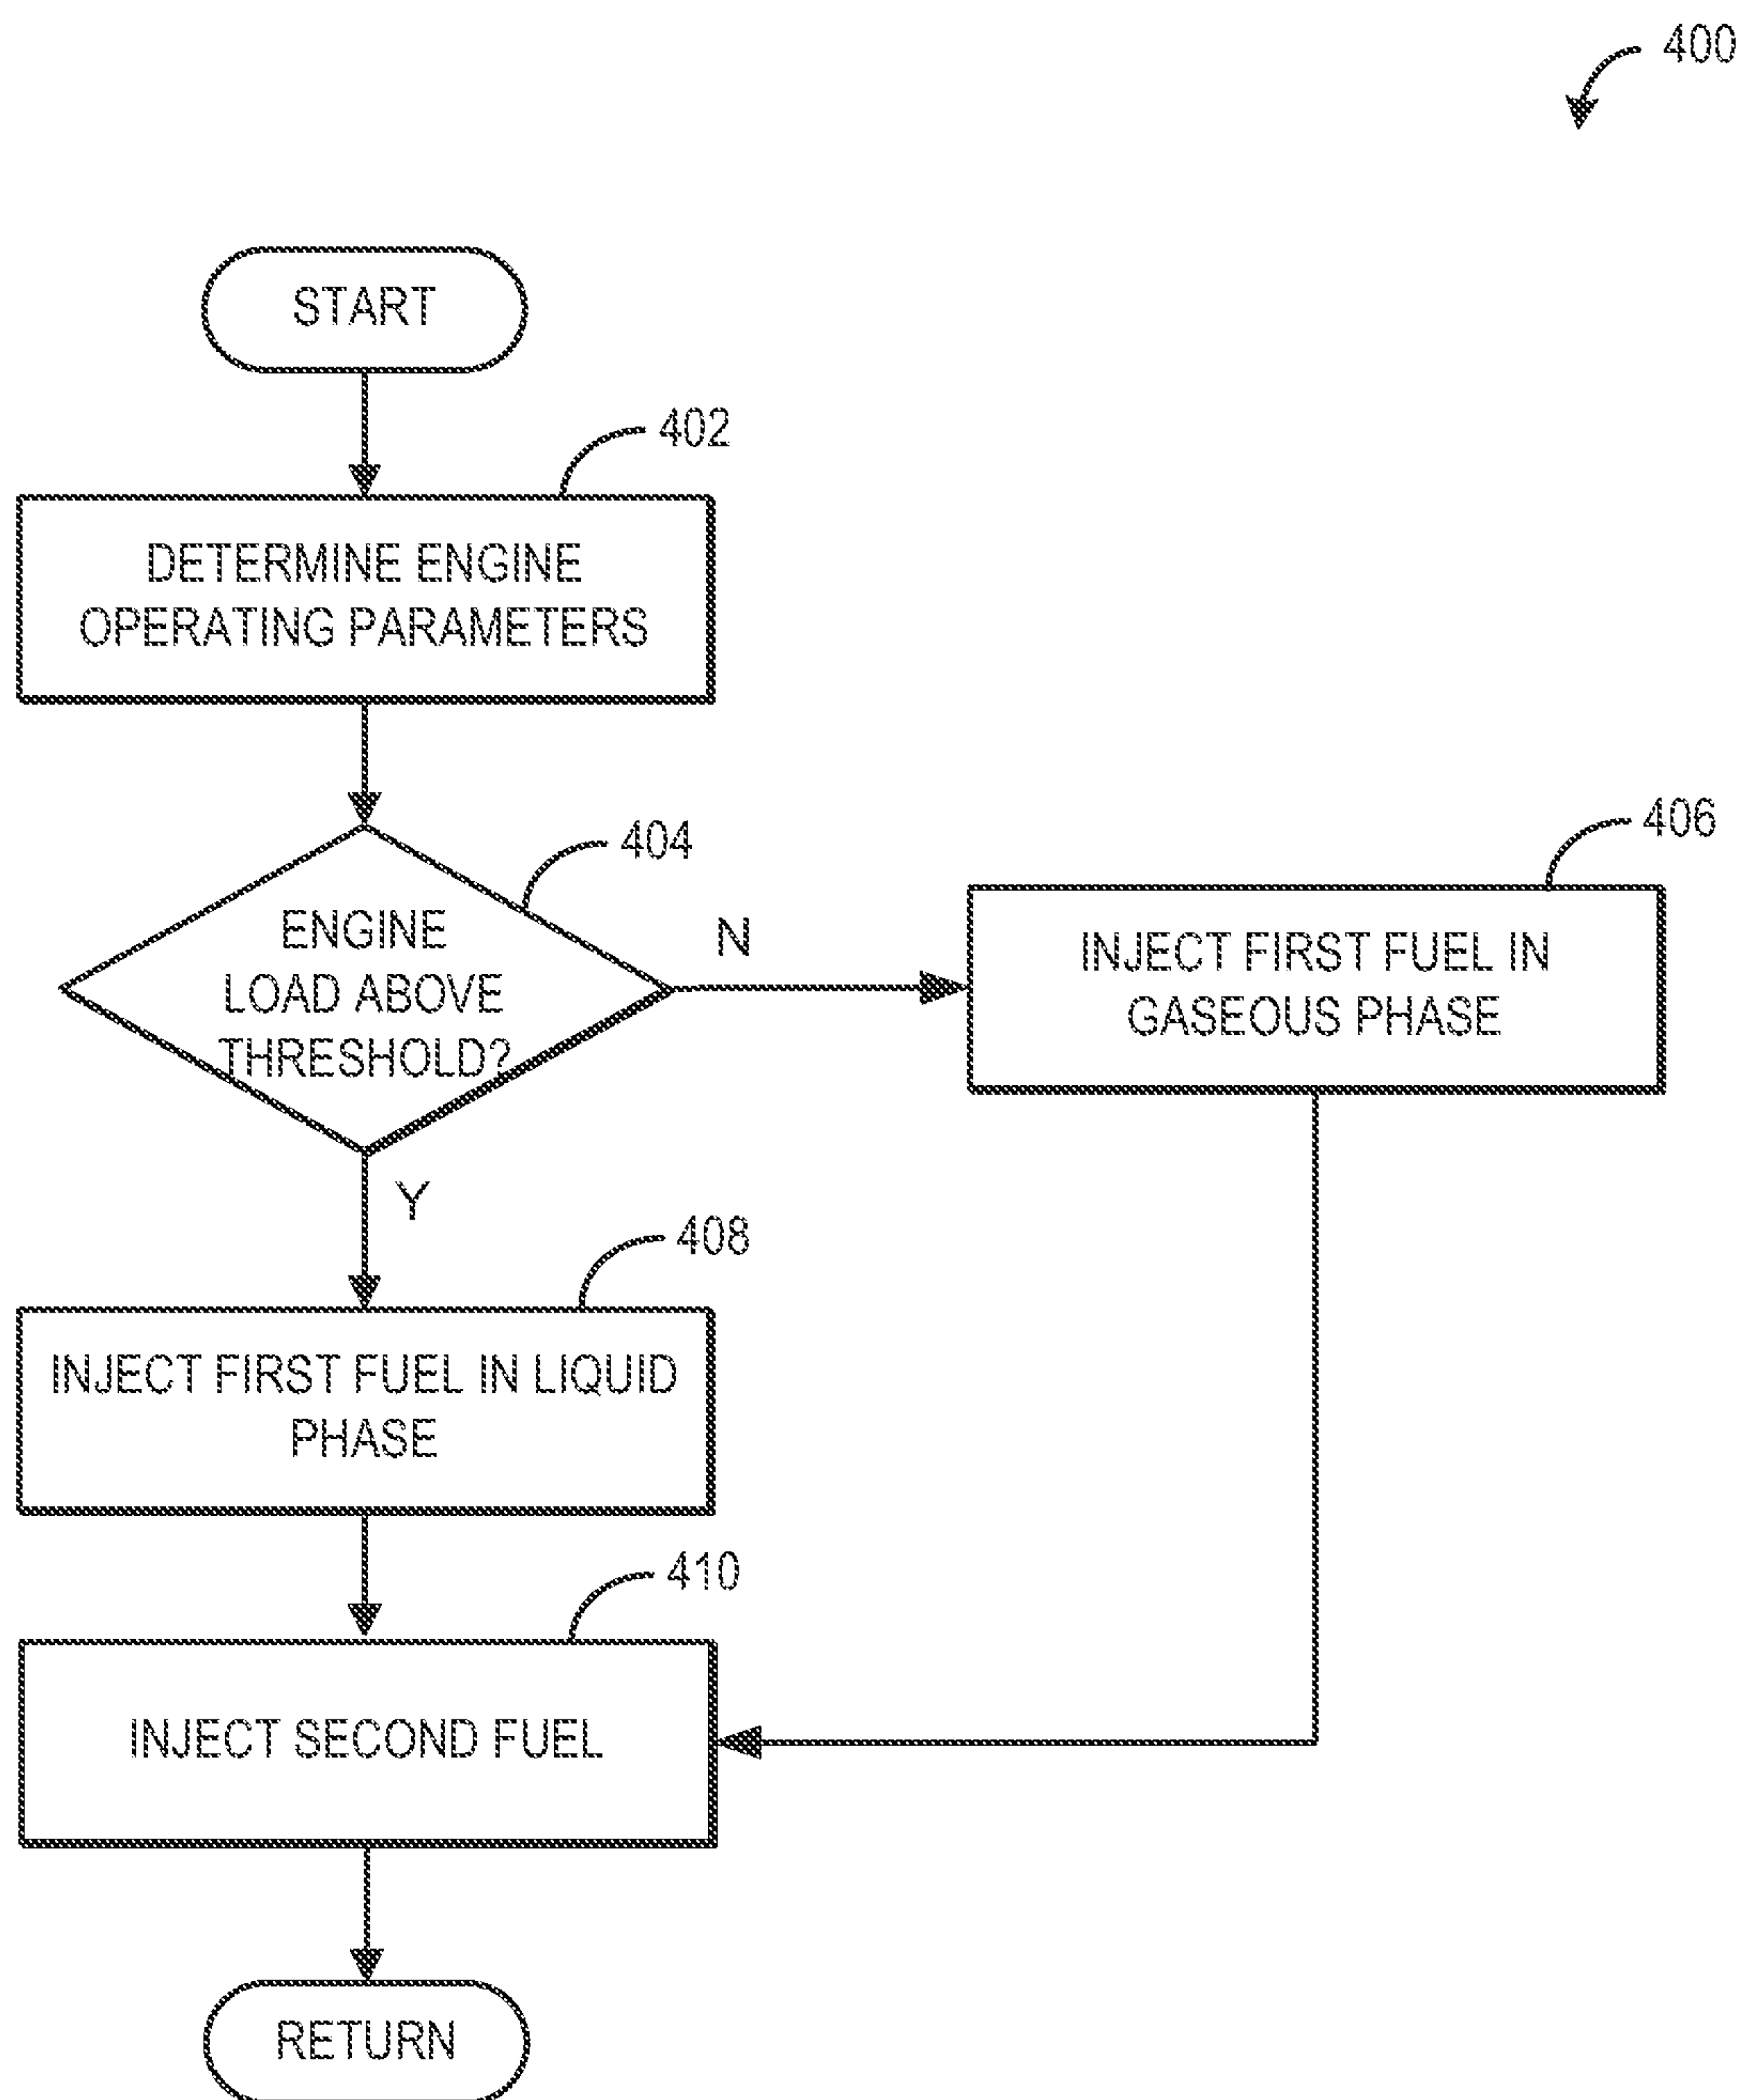 400
START
402
DETERMINE ENGINE
OPERATING PARAMETERS
404
ENGINE
LOAD ABOVE
THRESHOLD?
N
406
INJECT FIRST FUEL IN
GASEOUS PHASE
Y
408
INJECT FIRST FUEL IN LIQUID
PHASE
410
INJECT SECOND FUEL
RETURN